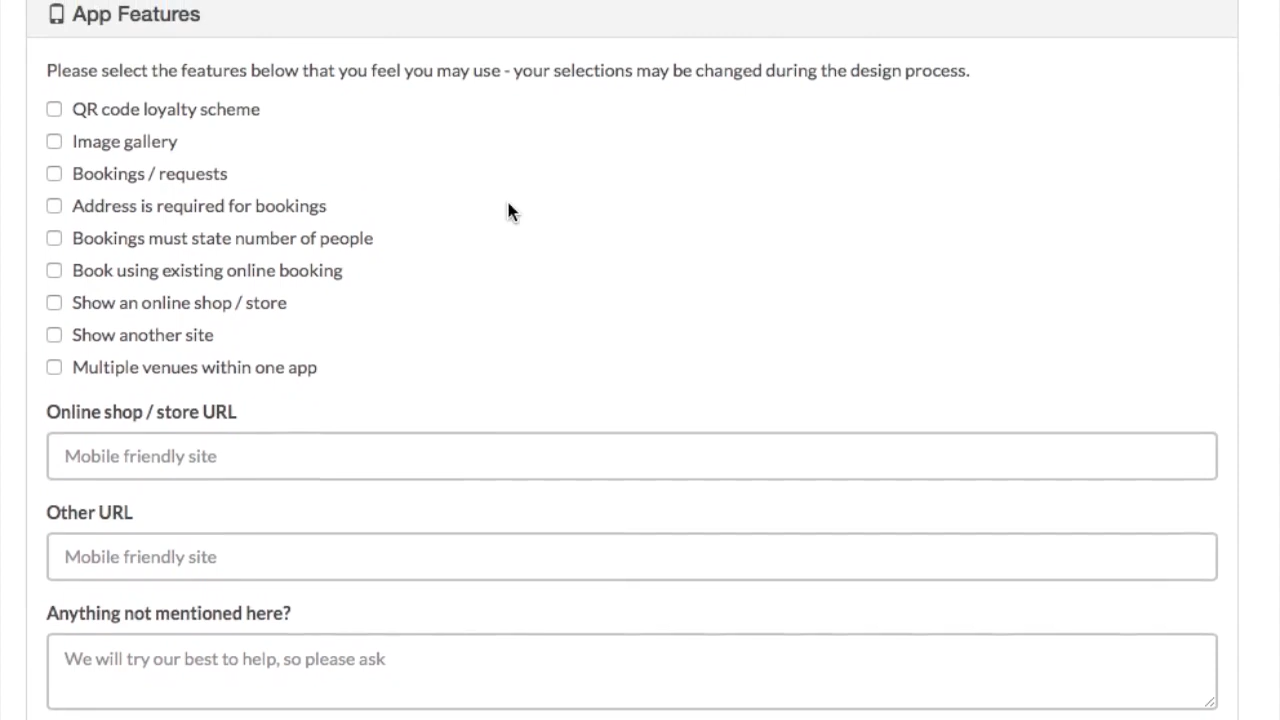 App Features
Please select the features below that you feel you may use - your selections may be changed during the design process.
QR code loyalty scheme
Image gallery
Bookings / requests
Address is required for bookings
Bookings must state number of people
Book using existing online booking
Show an online shop / store
Show another site
Multiple venues within one app
Online shop / store URL
Mobile friendly site
Other URL
Mobile friendly site
Anything not mentioned here?
We will try our best to help, so please ask